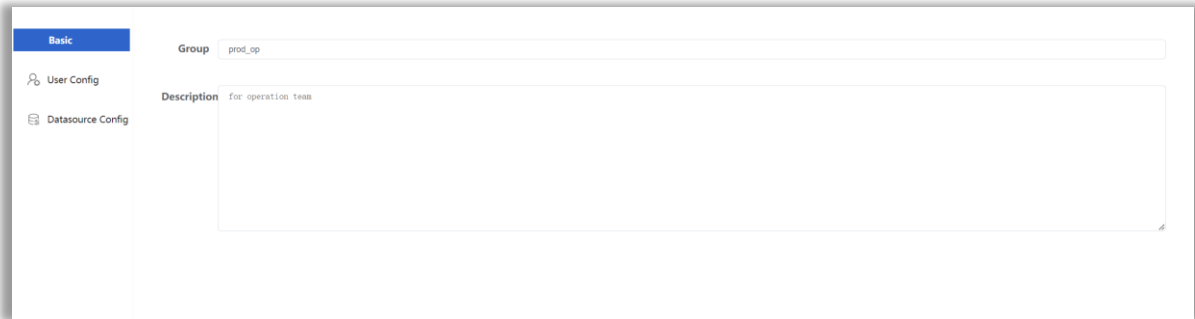 Basic
User Config
Datasource Config
Group prod_op
Description for operation team